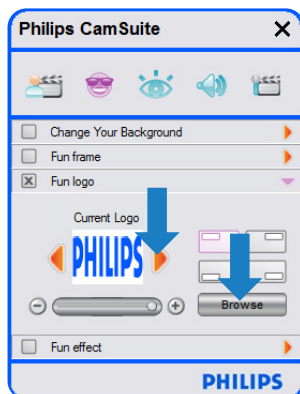 Philips CamSuite
Change Your Background
Fun frame
Fun logo
Current Logo
PHILIPS
Browse
Fun effect
PHILIPS